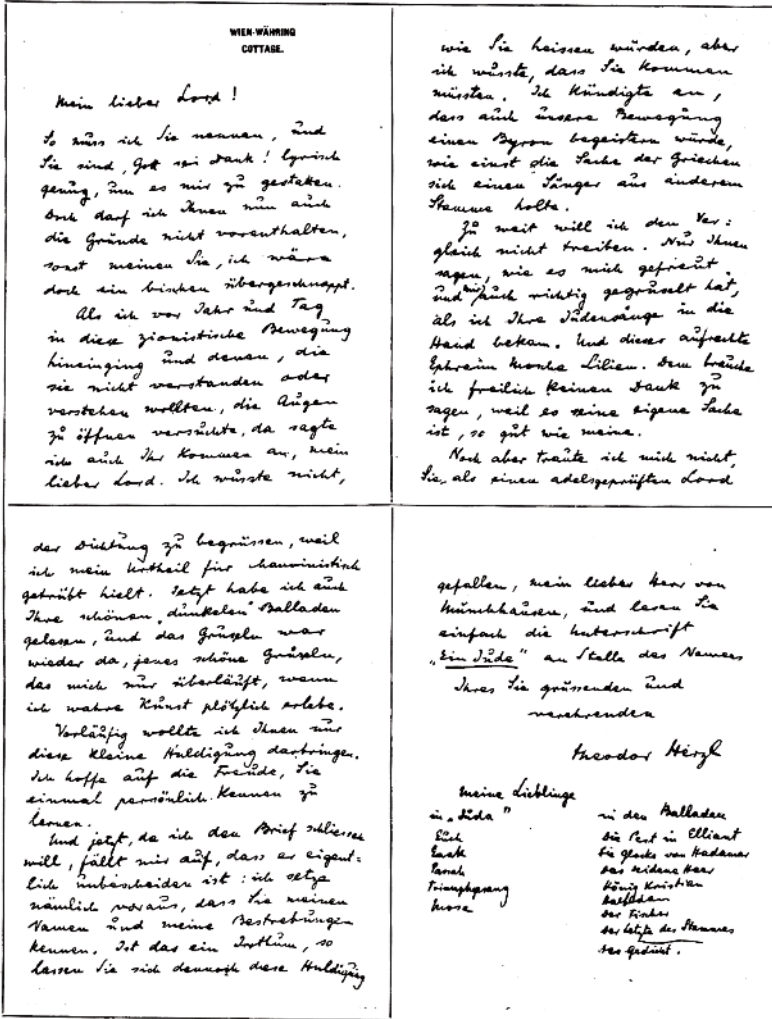 WIEN-WÄHRING
COTTAGE.
Mein lieber Lord!
So muss ich Sie nennen, und
Sie sind, Gott sei Dank! lyrisch
genug, um es mir zu gestatten.
Doch darf ich Ihnen nun auch
die Gründe nicht vorenthalten,
sonst meinen Sie, ich wäre
doch ein bischen übergeschnappt.
Als ich vor Jahr und Tag
in diese zionistische Bewegung
hineinging und denen, die
sie nicht verstanden oder
verstehen wollten, die Augen
zu öffnen versuchte, da sagte
ich auch Ihr Kommen an, mein
lieber Lord. Ich wusste nicht,
wie Sie heissen würden, aber
ich wusste, dass Sie kommen
müssten. Ich kündigte an,
dass auch unsere Bewegung
einen Byron begeistern würde,
wie einst die Sache der Griechen
sich einen Sänger aus anderem
Stamme holte.
Zu weit will ich den Ver=
gleich nicht treiben. Nur Ihnen
sagen, wie es mich gefreut
und mir auch richtig gegruselt hat,
als ich Ihre Judensänge in die
Hand bekam. Und dieser aufrechte
Ephraim Mosche Lilien. Dem brauche
ich freilich keinen Dank zu
sagen, weil es seine eigene Sache
ist, so gut wie meine.
Noch aber traute ich mich nicht,
Sie als einen adelsgeprüften Lord
der Dichtung zu begrüssen, weil
ich mein Urtheil für chauvinistisch
getrübt hielt. Jetzt habe ich auch
Ihre schönen, dunkelen Balladen
gelesen, und das Gruseln war
wieder da, jenes schöne Gruseln,
das mich nur überläuft, wenn
ich wahre Kunst plötzlich erlebe.
Vorläufig wollte ich Ihnen nur
diese kleine Huldigung darbringen.
Ich hoffe auf die Freude, Sie
einmal persönlich kennen zu
lernen.
Und jetzt, da ich den Brief schliessen
will, fällt mir auf, dass er eigent=
lich unbescheiden ist: ich setze
nämlich voraus, dass Sie meinen
Namen und meine Bestrebungen
kennen. Ist das ein Irrthum, so
lassen Sie sich dennoch diese Huldigung
gefallen, mein lieber Herr von
Münchhausen, und lesen Sie
einfach die Unterschrift
„Ein Jude" an Stelle des Namens
Ihres Sie grüssenden und
verehrenden
Theodor Herzl
Meine Lieblinge
in „Juda"
Euch
Passah
Triumphgesang
Mose
in den Balladen
Die Pest in Elliant
Die Glocke von Hadamar
Das seidene Haar
König Kristian
Balladen
Der Fischer
Der Letzte des Stammes
Das Gedicht.